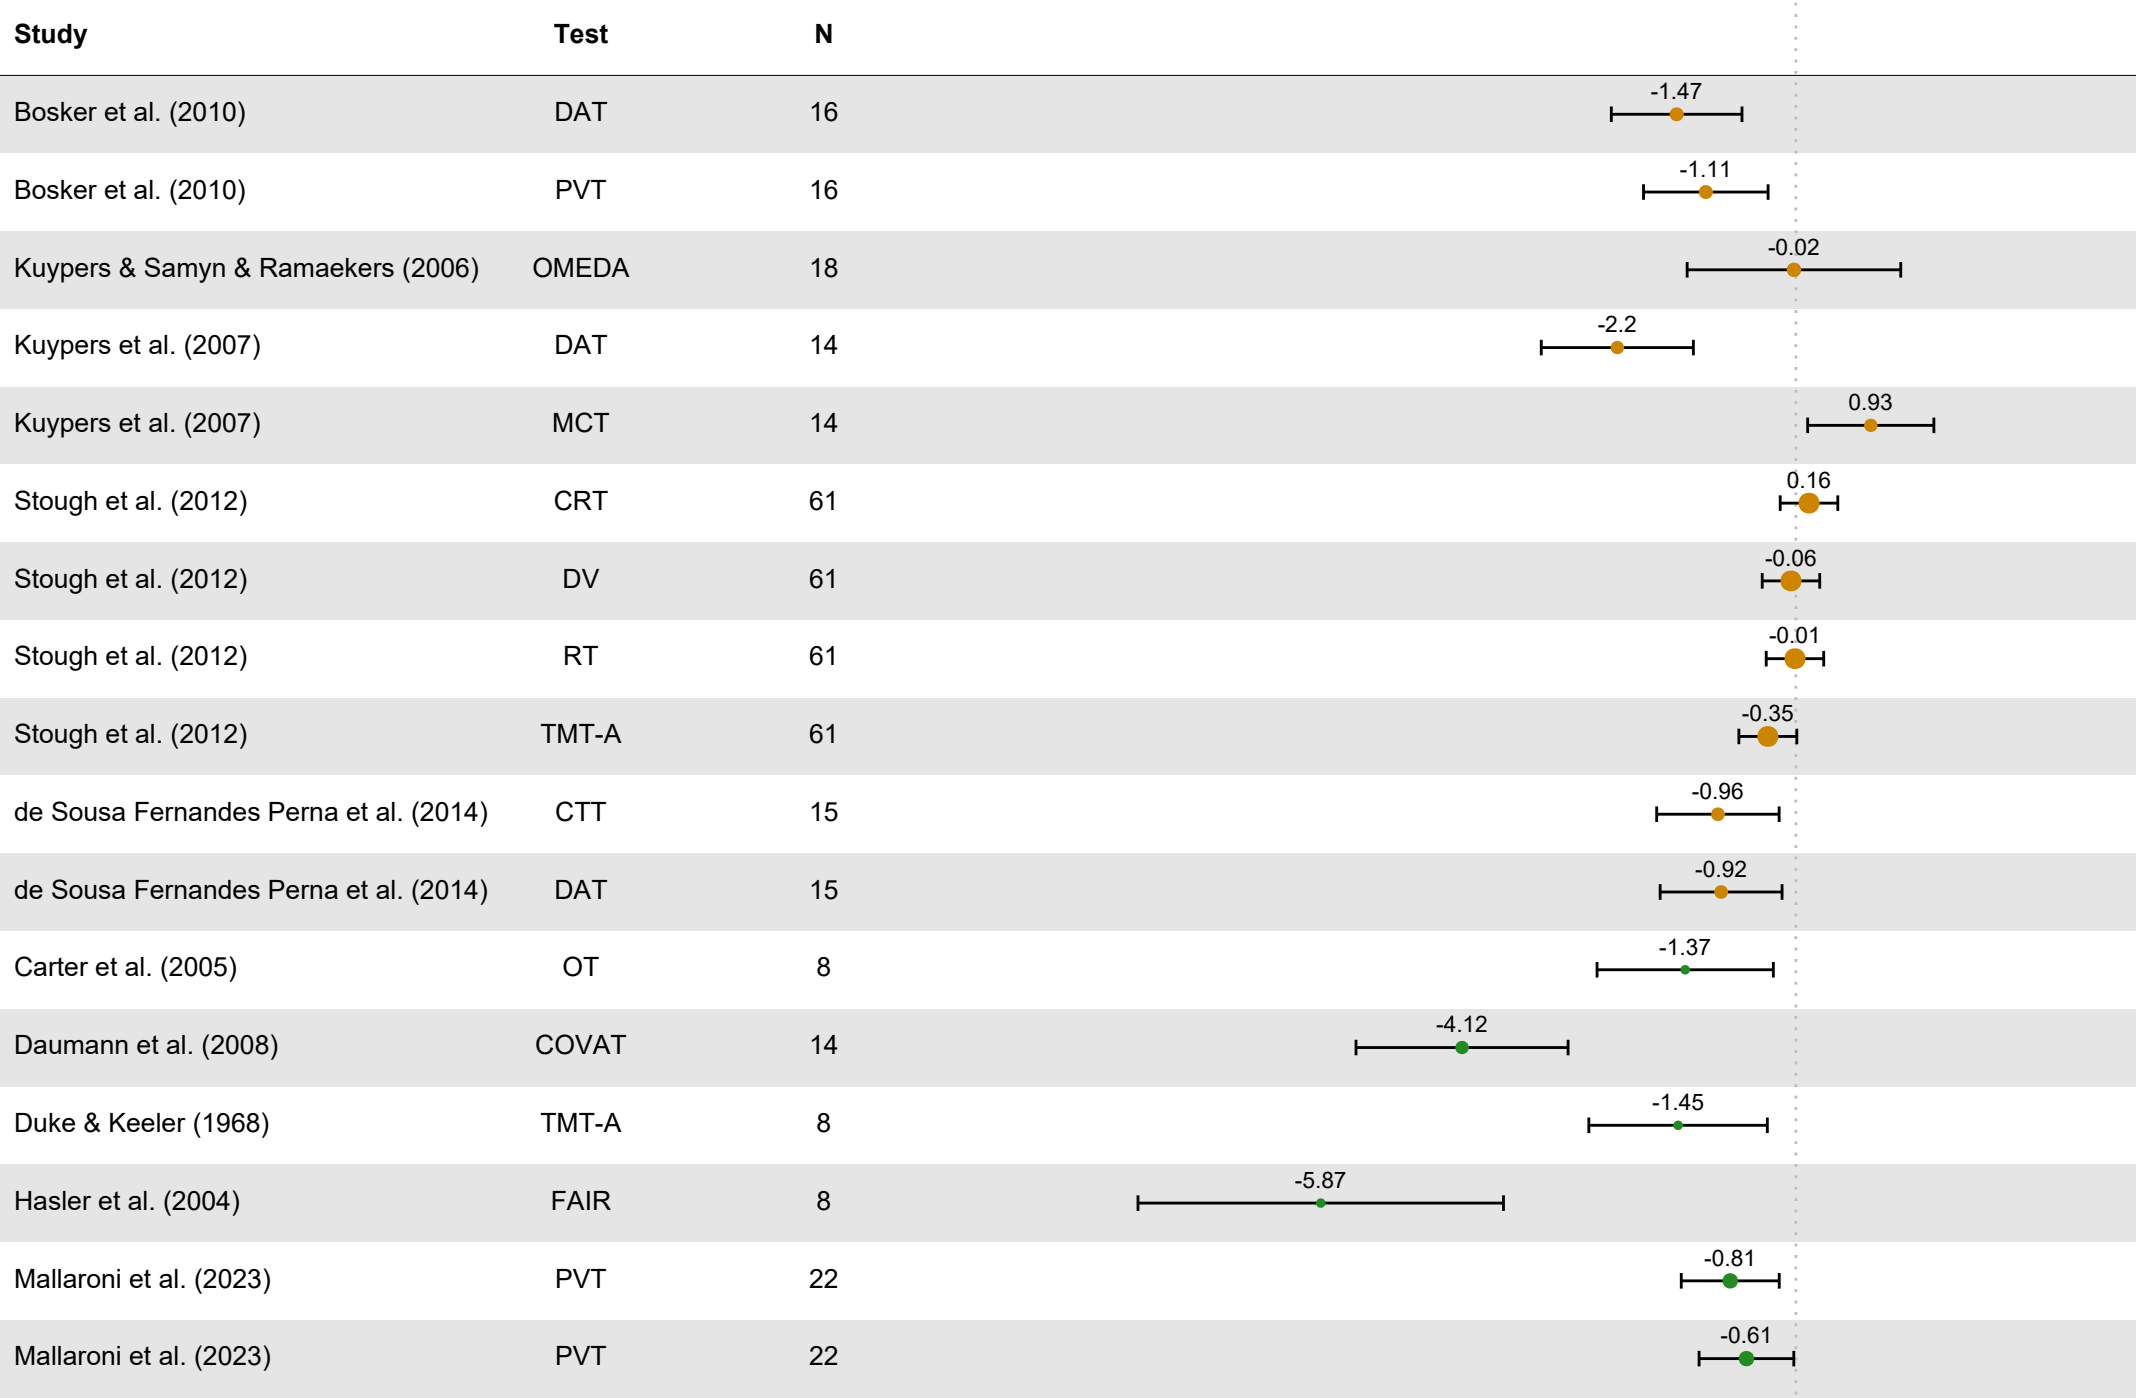 Study Test N
-1.47
Bosker et al. (2010) DAT 16
-1.11
Bosker et al. (2010) PVT 16
-0.02
Kuypers & Samyn & Ramaekers (2006) OMEDA 18
-2.2
Kuypers et al. (2007) DAT 14
0.93
Kuypers et al. (2007) MCT 14
0.16
Stough et al. (2012) CRT 61
-0.06
Stough et al. (2012) DV 61
-0.01
Stough et al. (2012) RT 61
-0.35
Stough et al. (2012) TMT-A 61
-0.96
de Sousa Fernandes Perna et al. (2014) CTT 15
-0.92
de Sousa Fernandes Perna et al. (2014) DAT 15
-1.37
Carter et al. (2005) OT 8
-4.12
Daumann et al. (2008) COVAT 14
-1.45
Duke & Keeler (1968) TMT-A 8
-5.87
Hasler et al. (2004) FAIR 8
-0.81
Mallaroni et al. (2023) PVT 22
-0.61
Mallaroni et al. (2023) PVT 22